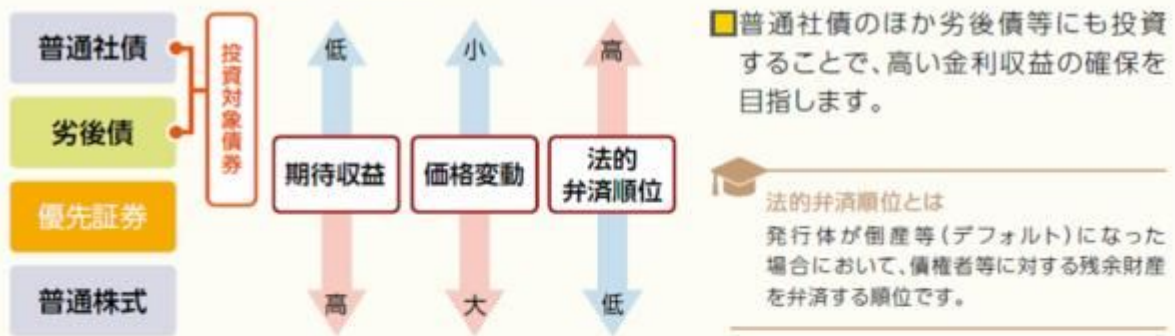 普通社債
劣後債
優先証券
普通株式
投資対象債券
低
期待収益
高
小
価格変動
大
高
法的
弁済順位
低
普通社債のほか劣後債等にも投資
することで、高い金利収益の確保を
目指します。
法的弁済順位とは
発行体が倒産等(デフォルト)になった
場合において、債権者等に対する残余財産
を弁済する順位です。